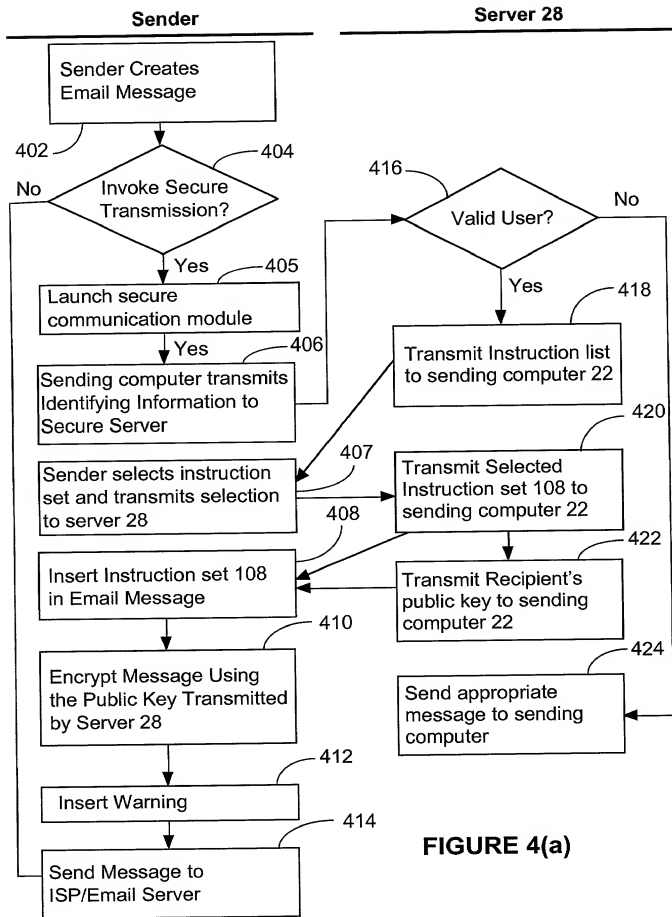 Sender
Server 28
Sender Creates
Email Message
402
404
No
Invoke Secure
Transmission?
Yes
405
Launch secure
communication module
Yes
406
Sending computer transmits
Identifying Information to
Secure Server
416
Valid User?
No
Yes
418
Transmit Instruction list
to sending computer 22
407
Sender selects instruction
set and transmits selection
to server 28
420
Transmit Selected
Instruction set 108 to
sending computer 22
408
Insert Instruction set 108
in Email Message
422
Transmit Recipient's
public key to sending
computer 22
410
Encrypt Message Using
the Public Key Transmitted
by Server 28
424
Send appropriate
message to sending
computer
412
Insert Warning
414
Send Message to
ISP/Email Server
FIGURE 4(a)